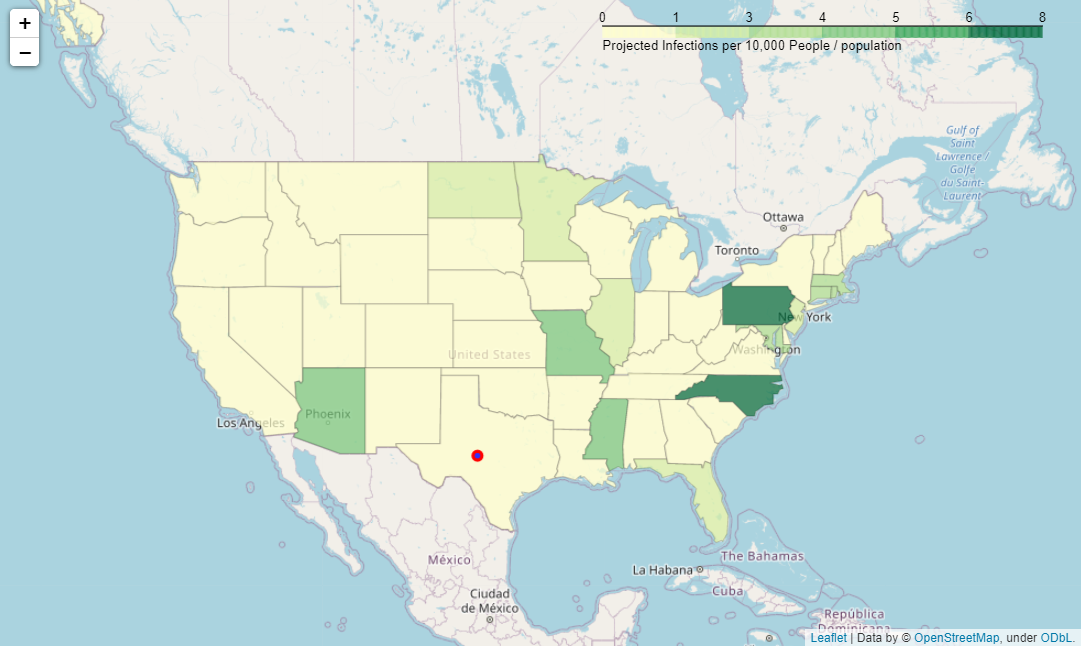 +
−
0 1 3 4 5 6 8
Projected Infections per 10,000 People / population
Gulf of
Saint
Lawrence /
Golfe
du Saint-
Laurent
Ottawa
Toronto
New York
United States
Washington
Phoenix
Los Angeles
México
The Bahamas
La Habana
Cuba
Ciudad
de México
República
Dominicana
Leaflet | Data by © OpenStreetMap, under ODbL.